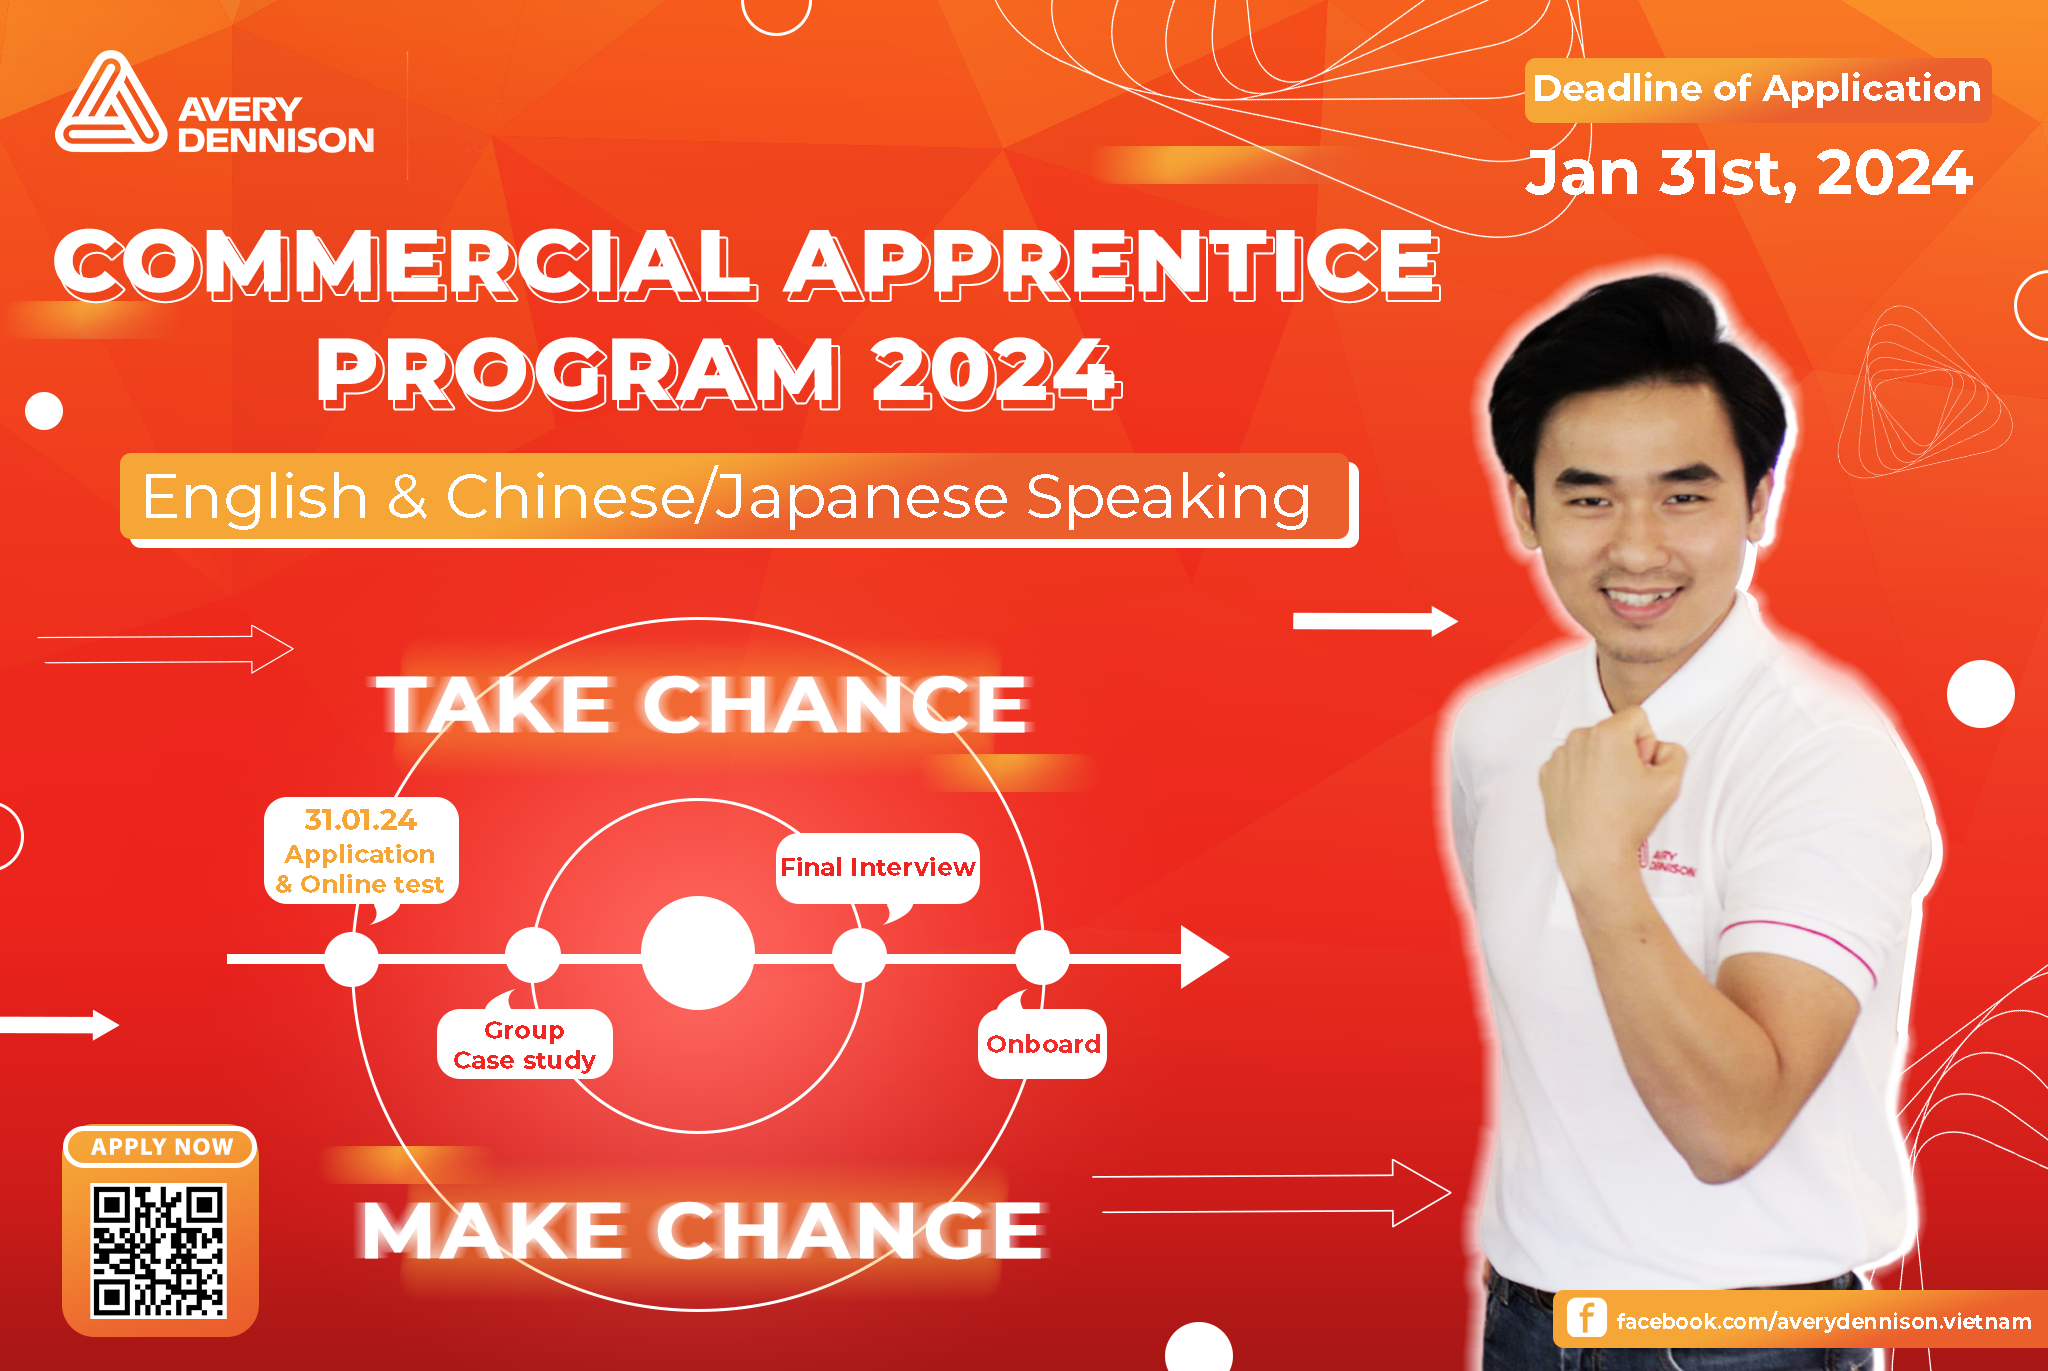 AVERY
DENNISON
Deadline of Application
Jan 31st, 2024
COMMERCIAL APPRENTICE
PROGRAM 2024
English & Chinese/Japanese Speaking
TAKE CHANCE
31.01.24
Application
& Online test
Final Interview
Group
Case study
Onboard
MAKE CHANGE
APPLY NOW
DENNISON
facebook.com/averydennison.vietnam